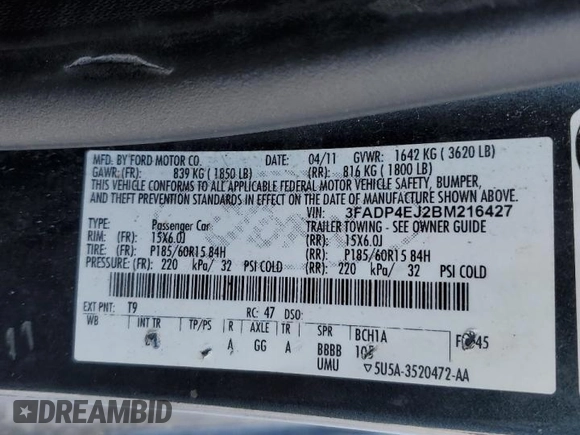 MFD. BY FORD MOTOR CO. DATE: 04/11 GVWR: 1642 KG ( 3620 LB)
GAWR: (FR): 839 KG ( 1850 LB) (RR): 816 KG ( 1800 LB)
THIS VEHICLE CONFORMS TO ALL APPLICABLE FEDERAL MOTOR VEHICLE SAFETY, BUMPER,
AND THEFT PREVENTION STANDARDS IN EFFECT ON THE DATE OF MANUFACTURE SHOWN ABOVE.
VIN: 3FADP4EJ2BM216427
TYPE: Passenger Car TRAILER TOWING - SEE OWNER GUIDE
RIM: (FR): 15X6.0J (RR): 15X6.0J
TIRE: (FR): P185/60R15 84H (RR): P185/60R15 84H
PRESSURE: (FR): 220 kPa/ 32 PSI COLD (RR): 220 kPa/ 32 PSI COLD
EXT PNT: T9 RC: 47 DSO:
WB INT TR TP/PS R AXLE TR SPR BCH1A
A GG A BBBB
UMU ▽5U5A-3520472-AA
DREAMBID